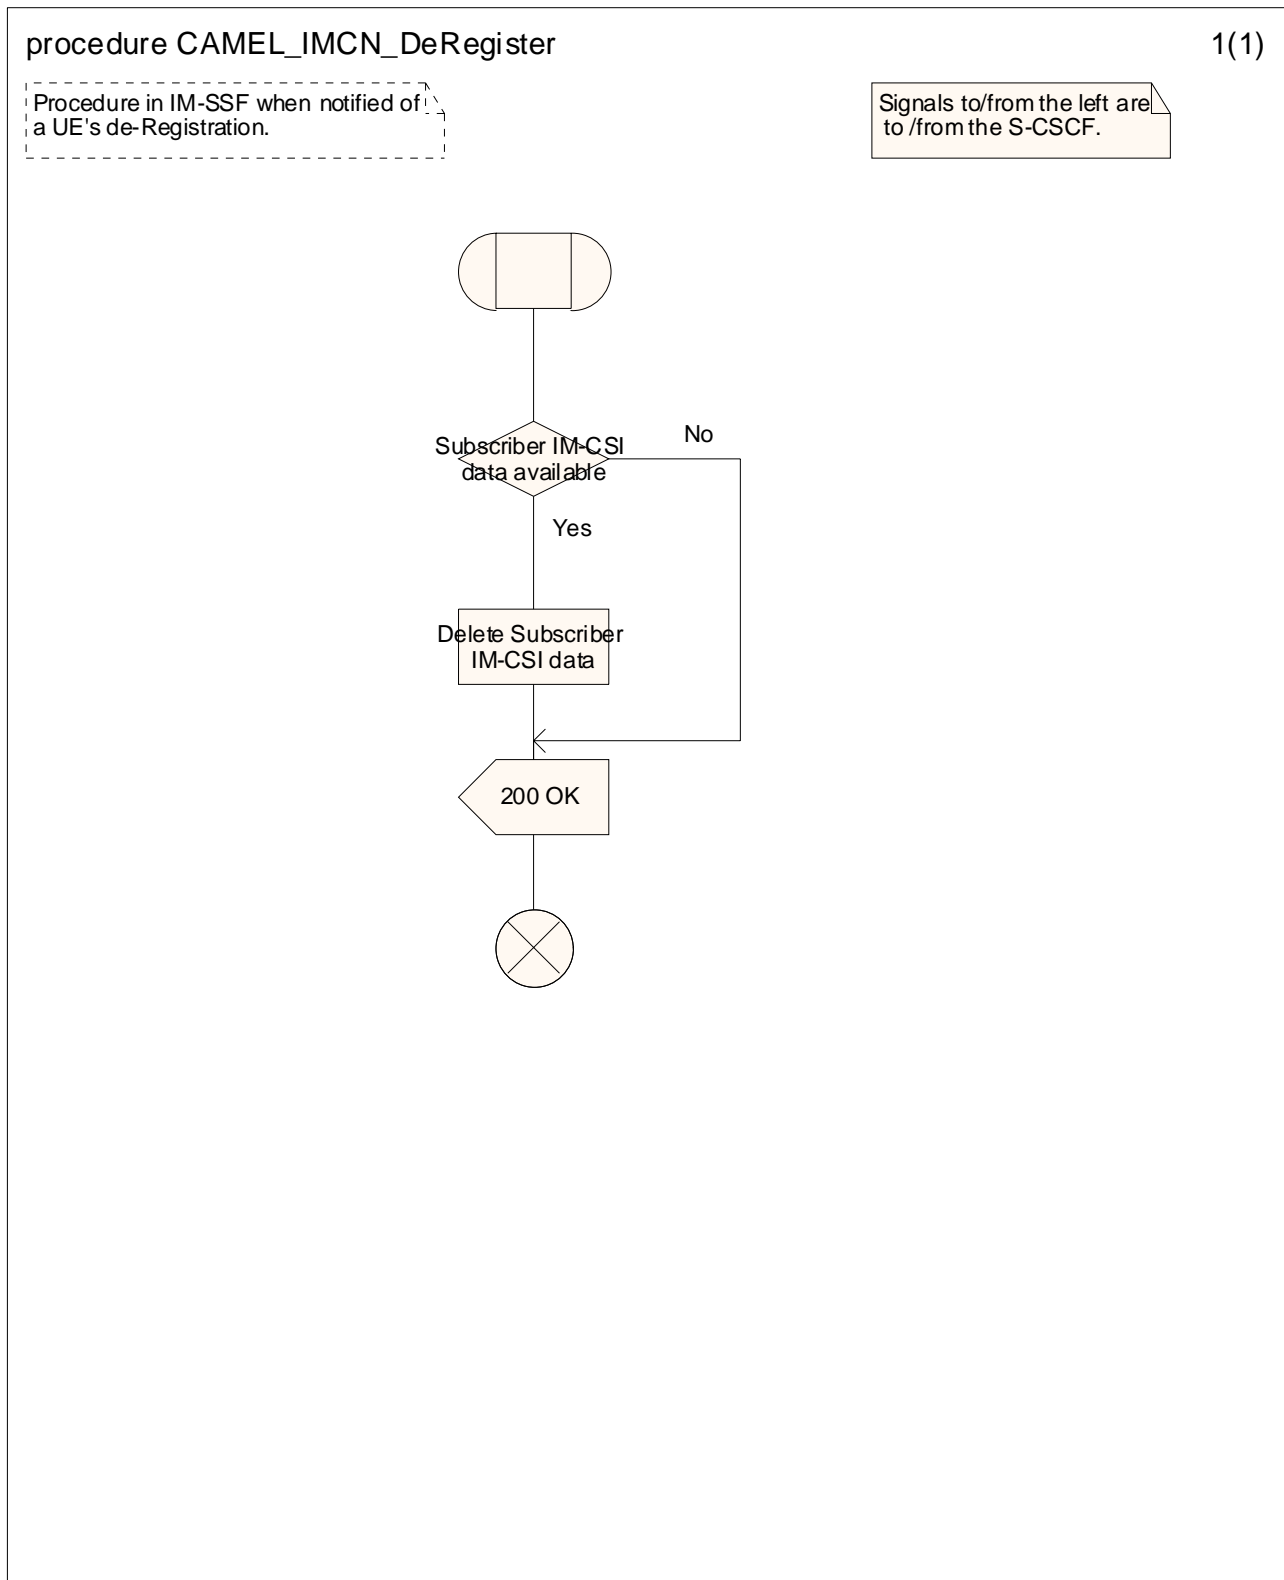 procedure CAMEL_IMCN_DeRegister
1(1)
Procedure in IM-SSF when notified of
a UE's de-Registration.
Signals to/from the left are
to /from the S-CSCF.
Subscriber IM-CSI
data available
No
Yes
Delete Subscriber
IM-CSI data
200 OK